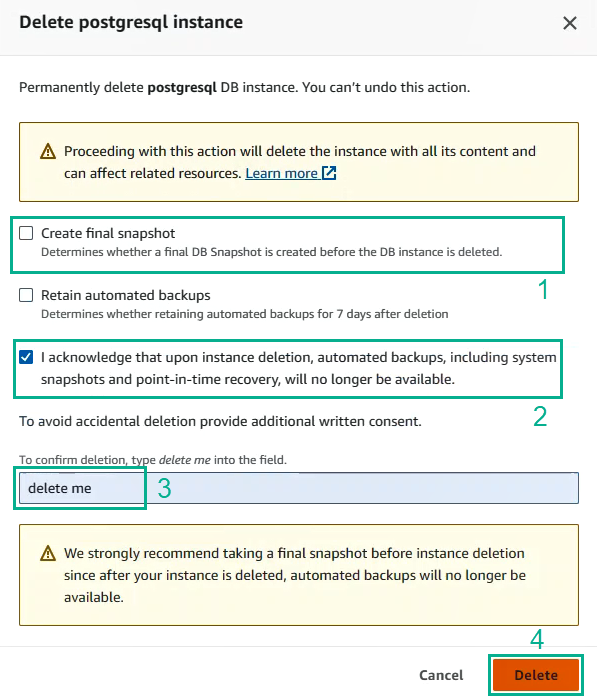 Delete postgresql instance
Permanently delete postgresql DB instance. You can't undo this action.
Proceeding with this action will delete the instance with all its content and
can affect related resources. Learn more
Create final snapshot
Determines whether a final DB Snapshot is created before the DB instance is deleted.
1
Retain automated backups
Determines whether retaining automated backups for 7 days after deletion
I acknowledge that upon instance deletion, automated backups, including system
snapshots and point-in-time recovery, will no longer be available.
2
To avoid accidental deletion provide additional written consent.
To confirm deletion, type delete me into the field.
delete me 3
We strongly recommend taking a final snapshot before instance deletion
since after your instance is deleted, automated backups will no longer be
available.
4
Cancel Delete